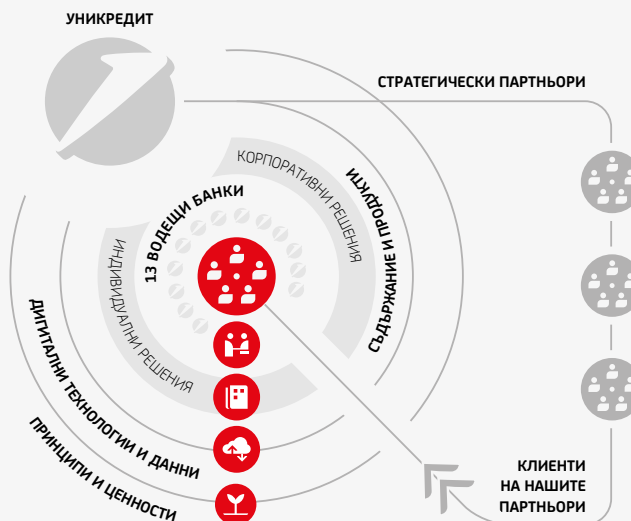 УНИКРЕДИТ
СТРАТЕГИЧЕСКИ ПАРТНЬОРИ
КОРПОРАТИВНИ РЕШЕНИЯ
СЪДЪРЖАНИЕ И ПРОДУКТИ
13 ВОДЕЩИ БАНКИ
ИНДИВИДУАЛНИ РЕШЕНИЯ
ДИГИТАЛНИ ТЕХНОЛОГИИ И ДАННИ
ПРИНЦИПИ И ЦЕННОСТИ
КЛИЕНТИ
НА НАШИТЕ
ПАРТНЬОРИ